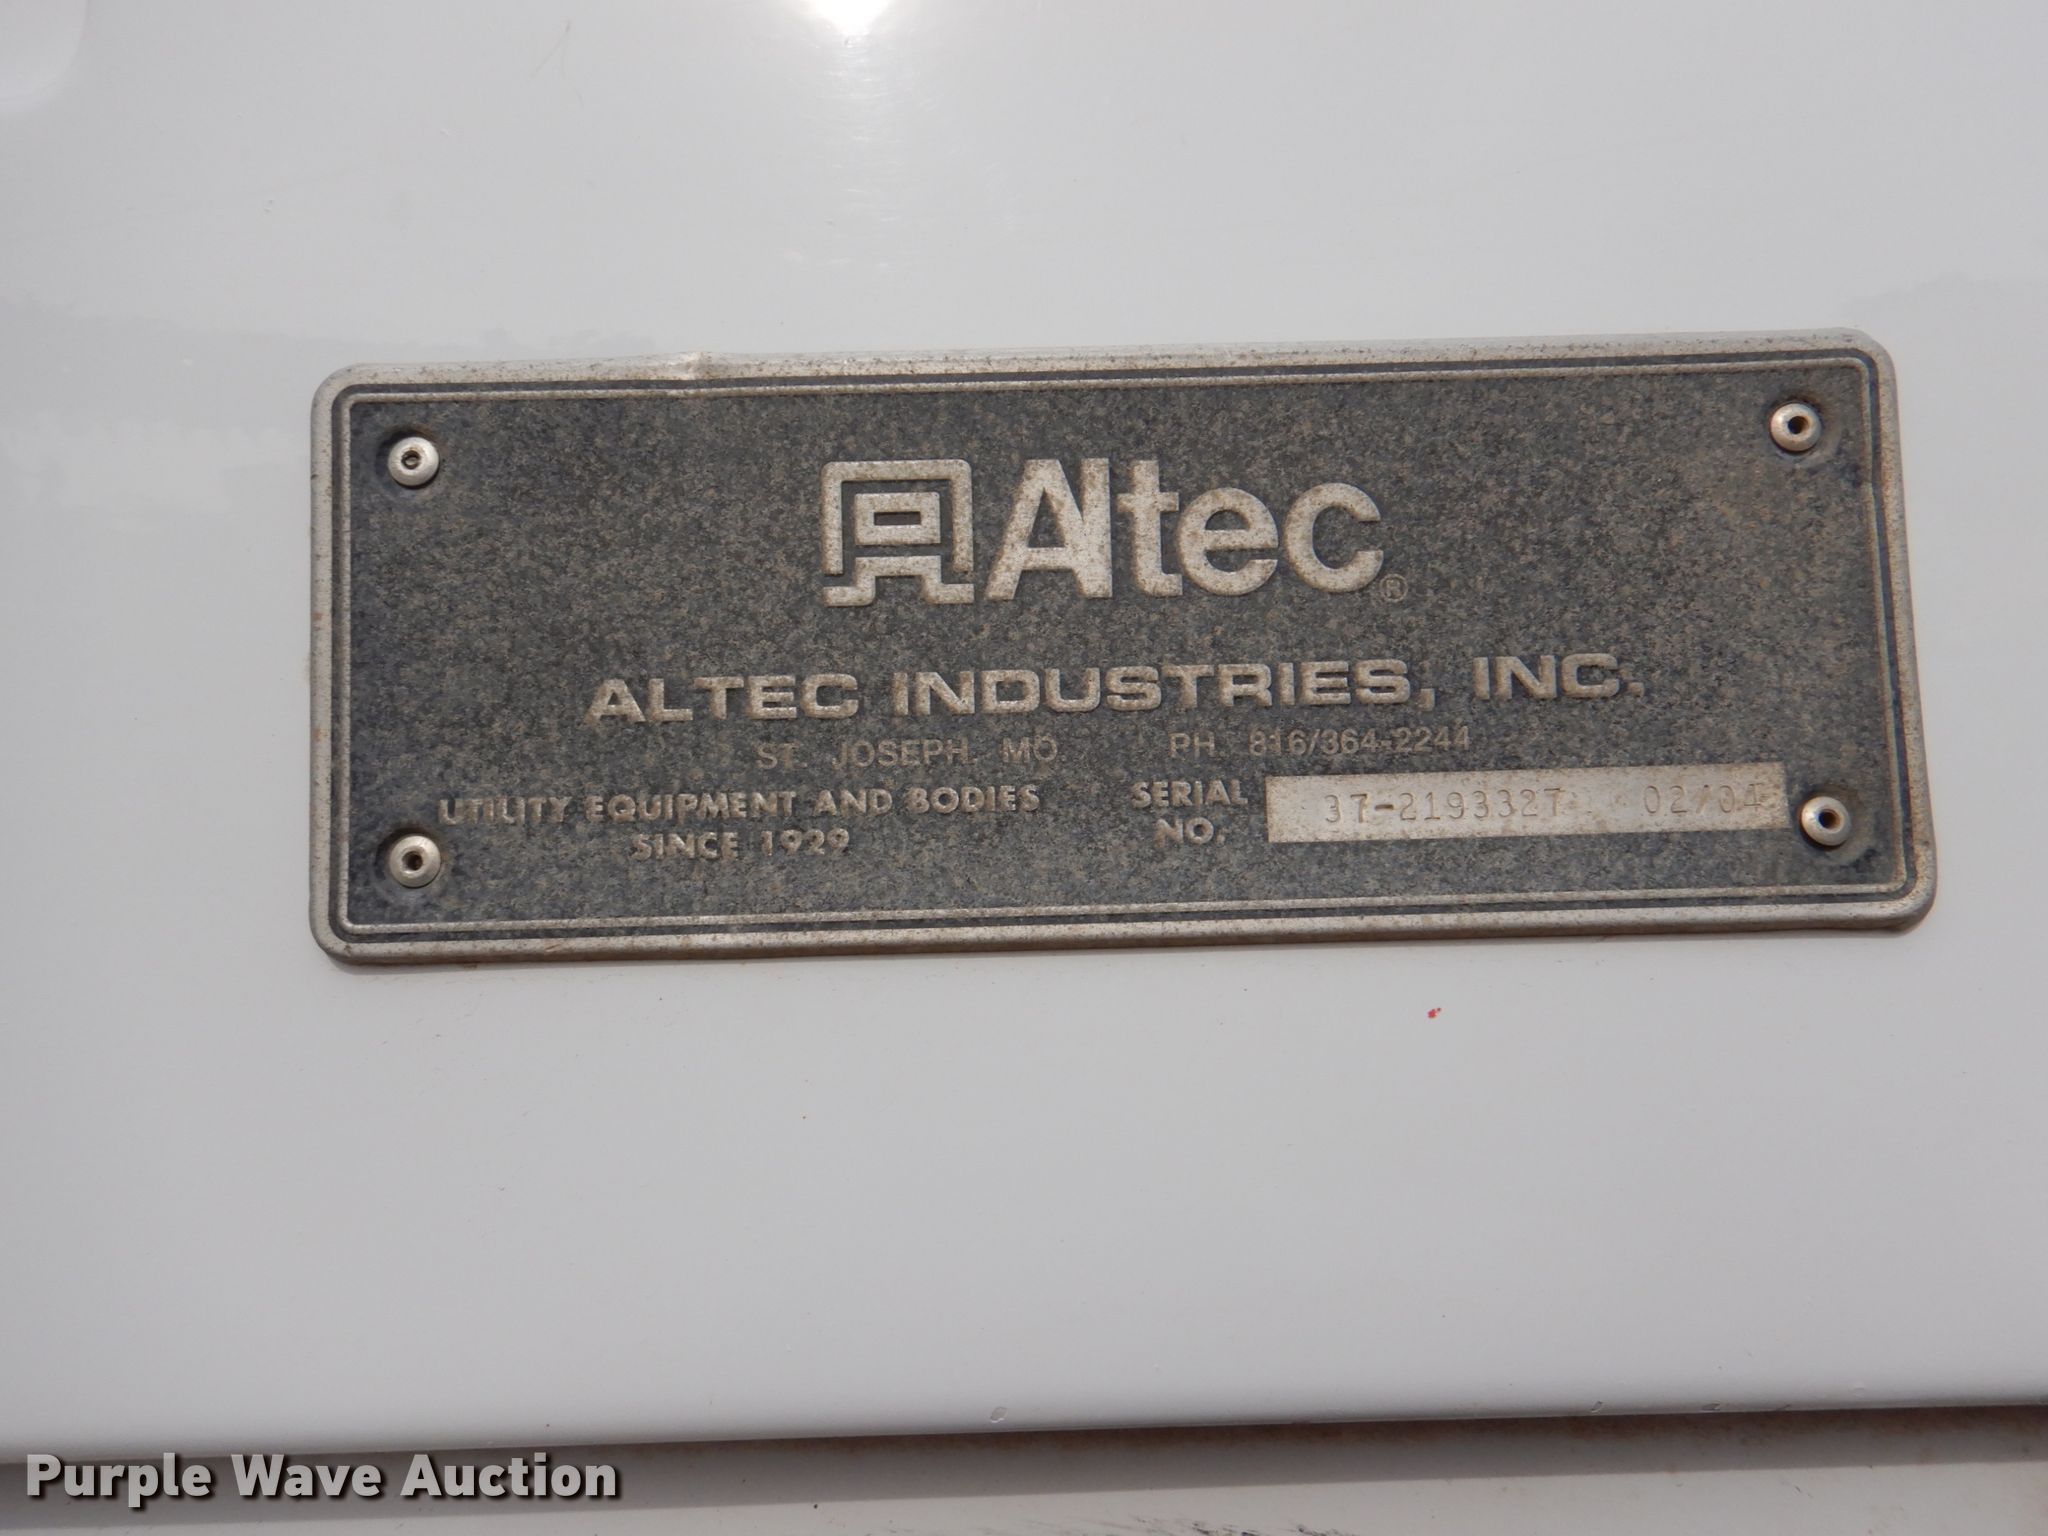 Altec®
ALTEC INDUSTRIES, INC.
ST. JOSEPH, MO PH. 816/364-2244
UTILITY EQUIPMENT AND BODIES
SINCE 1929
SERIAL
NO.
37-2193327 02/04
Purple Wave Auction